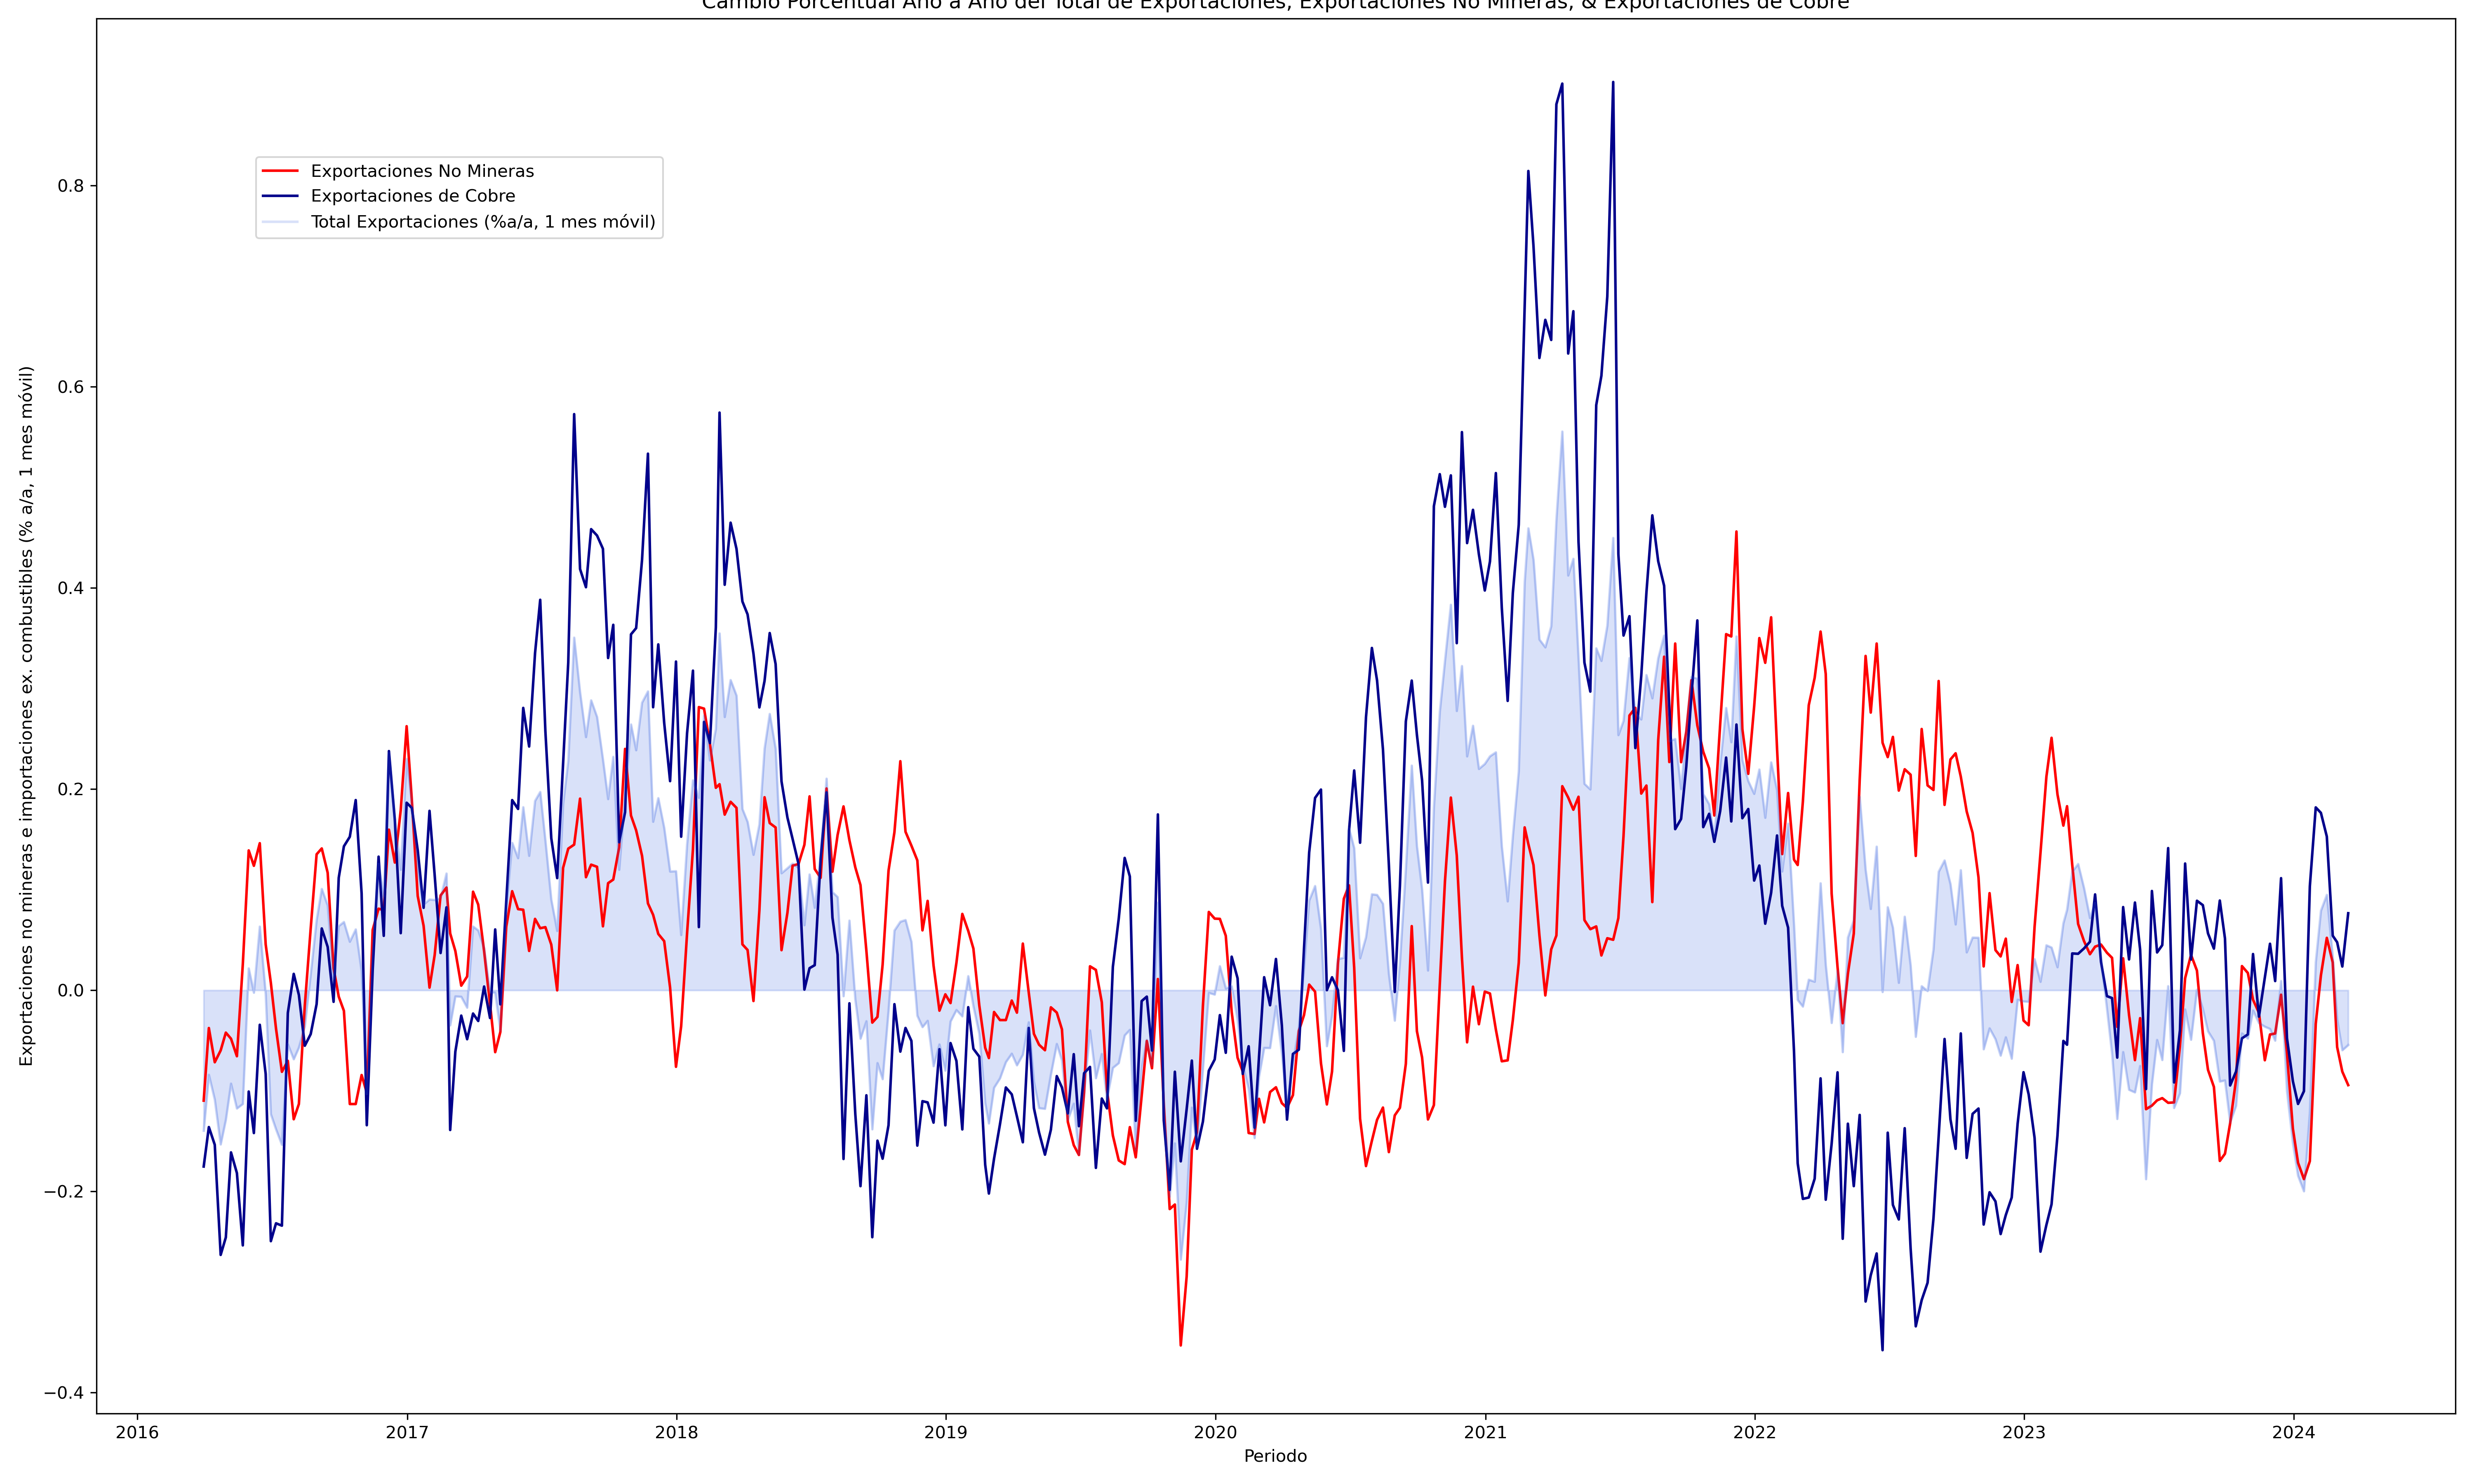 Cambio Porcentual Año a Año del Total de Exportaciones, Exportaciones No Mineras, & Exportaciones de Cobre
Exportaciones No Mineras
Exportaciones de Cobre
Total Exportaciones (%a/a, 1 mes móvil)
Exportaciones no mineras e importaciones ex. combustibles (% a/a, 1 mes móvil)
0.8
0.6
0.4
0.2
0.0
−0.2
−0.4
2016 2017 2018 2019 2020 2021 2022 2023 2024
Periodo